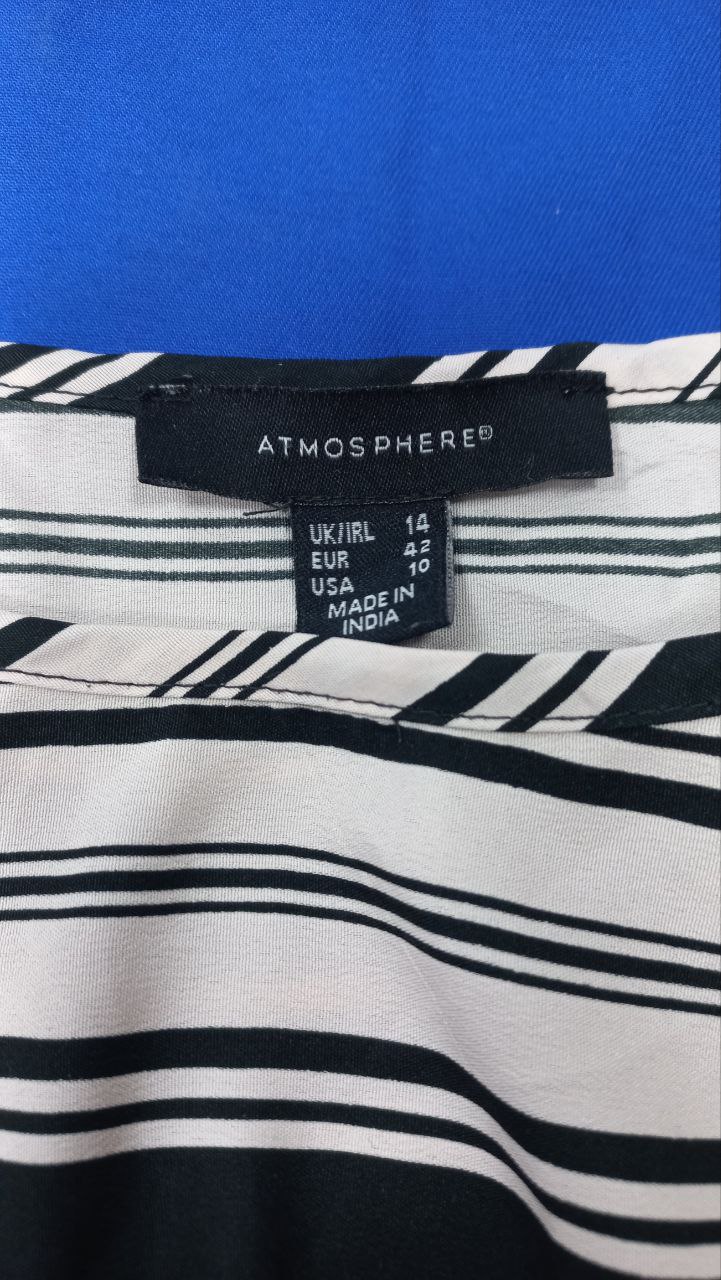 ATMOSPHERE®
UK/IRL 14
EUR 42
USA 10
MADE IN
INDIA